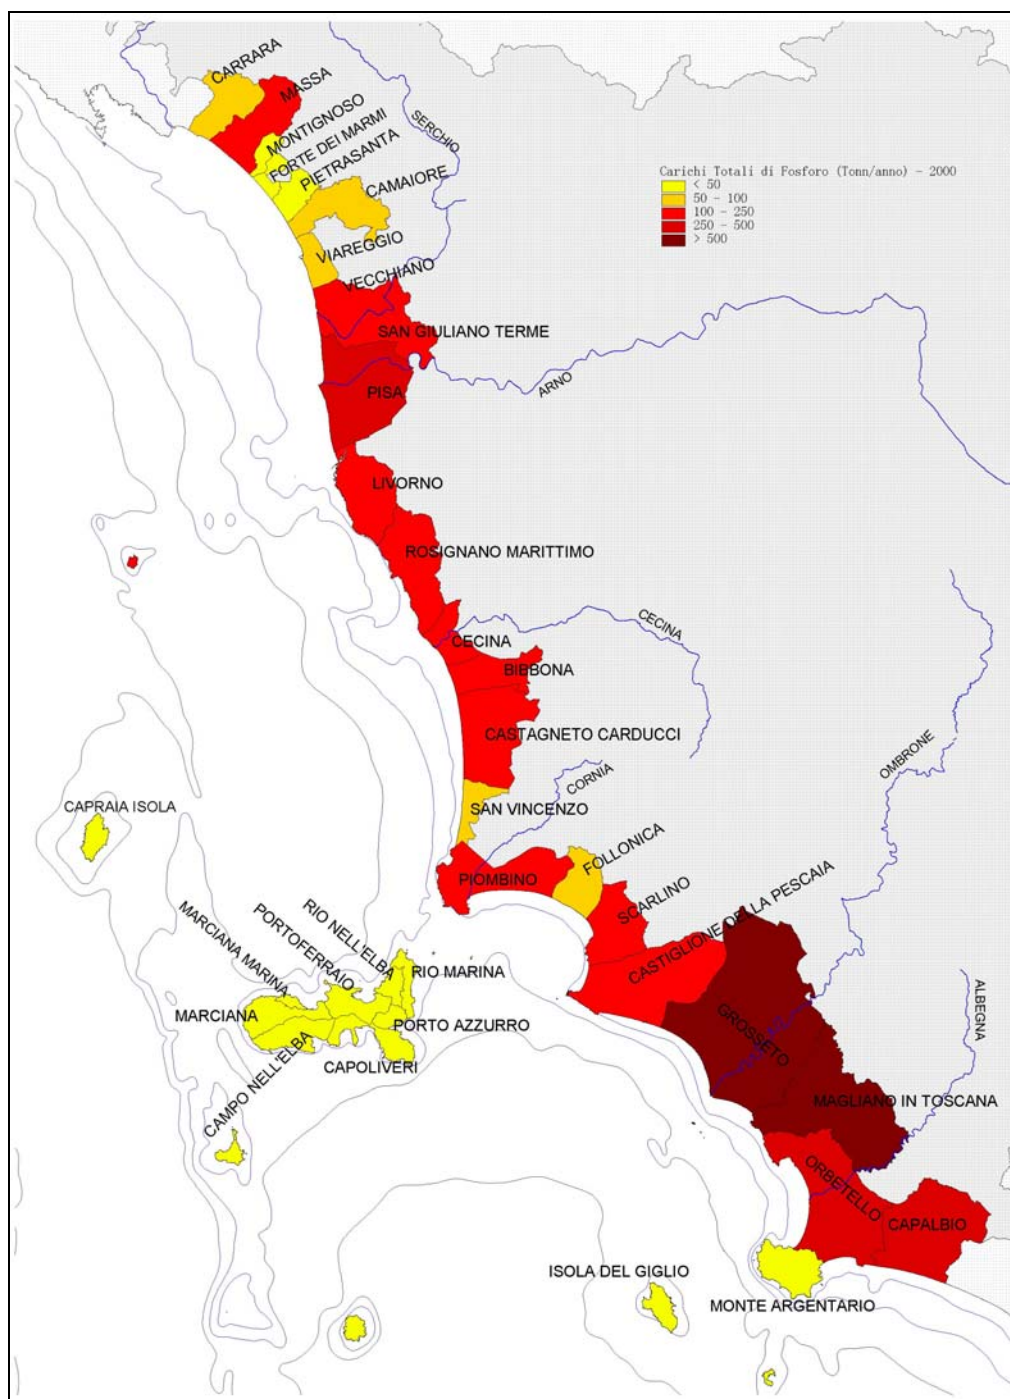 CARRARA
MASSA
MONTIGNOSO
FORTE DEI MARMI
PIETRASANTA
SERCHIO
Carichi Totali di Fosforo (Tonn/anno) - 2000
< 50
50 - 100
100 - 250
250 - 500
> 500
CAMAIORE
VIAREGGIO
VECCHIANO
SAN GIULIANO TERME
ARNO
PISA
LIVORNO
ROSIGNANO MARITTIMO
CECINA
CECINA
BIBBONA
CASTAGNETO CARDUCCI
OMBRONE
CORNIA
CAPRAIA ISOLA
SAN VINCENZO
FOLLONICA
PIOMBINO
SCARLINO
CASTIGLIONE DELLA PESCAIA
MARCIANA MARINA
PORTOFERRAIO
RIO NELL'ELBA
RIO MARINA
MARCIANA
PORTO AZZURRO
CAPOLIVERI
CAMPO NELL'ELBA
GROSSETO
ALBEGNA
MAGLIANO IN TOSCANA
ORBETELLO
CAPALBIO
ISOLA DEL GIGLIO
MONTE ARGENTARIO